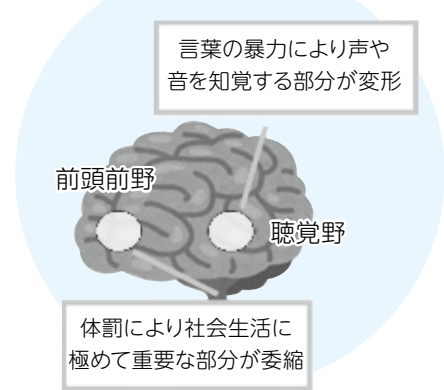 言葉の暴力により声や
音を知覚する部分が変形
前頭前野
聴覚野
体罰により社会生活に
極めて重要な部分が委縮